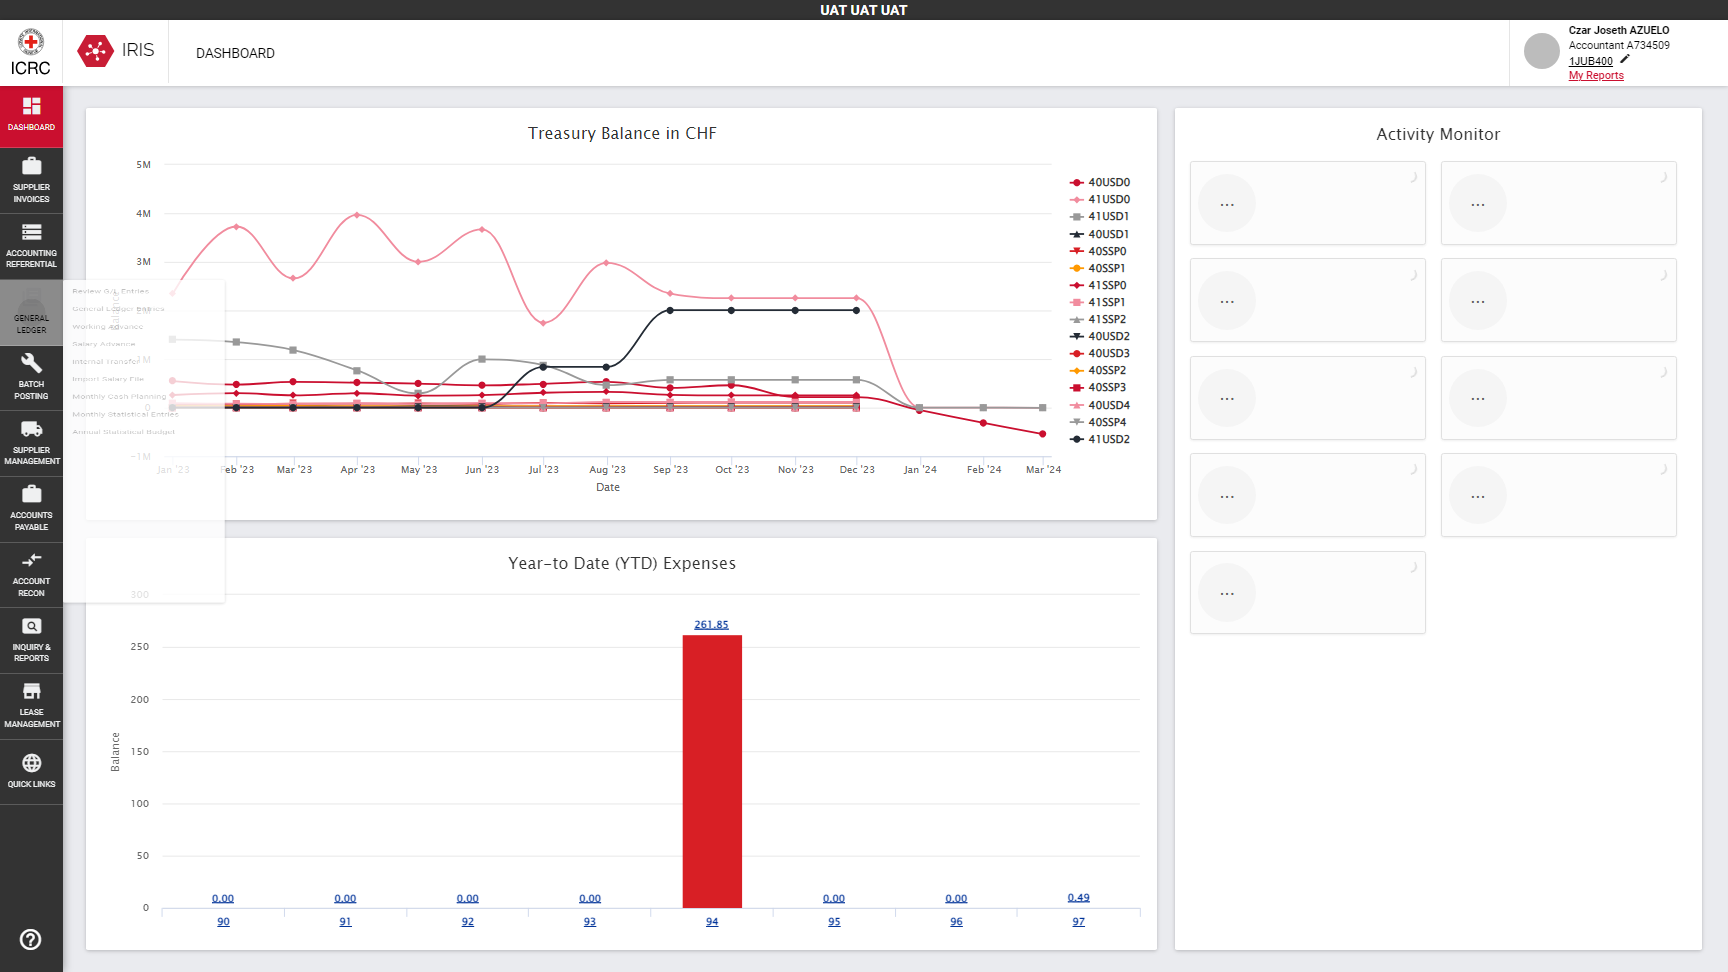 UAT UAT UAT
ICRC
IRIS
DASHBOARD
Czar Joseth AZUELO
Accountant A734509
1JUB400
My Reports
DASHBOARD
SUPPLIER
INVOICES
ACCOUNTING
REFERENTIAL
GENERAL
LEDGER
BATCH
POSTING
SUPPLIER
MANAGEMENT
ACCOUNTS
PAYABLE
ACCOUNT
RECON
INQUIRY &
REPORTS
LEASE
MANAGEMENT
QUICK LINKS
Review G/L Entries
General Ledger Entries
Working Advance
Salary Advance
Internal Transfer
Import Salary File
Monthly Cash Planning
Monthly Statistical Entries
Annual Statistical Budget
Treasury Balance in CHF
5M
4M
3M
1M
0
-1M
Balance
Jan '23
Feb '23
Mar '23
Apr '23
May '23
Jun '23
Jul '23
Aug '23
Sep '23
Oct '23
Nov '23
Dec '23
Jan '24
Feb '24
Mar '24
Date
40USD0
41USD0
41USD1
40USD1
40SSP0
40SSP1
41SSP0
41SSP1
41SSP2
40USD2
40USD3
40SSP2
40SSP3
40USD4
40SSP4
41USD2
Year-to Date (YTD) Expenses
300
250
200
150
100
50
0
Balance
0.00
0.00
0.00
0.00
261.85
0.00
0.00
0.49
90
91
92
93
94
95
96
97
Activity Monitor
...
...
...
...
...
...
...
...
...